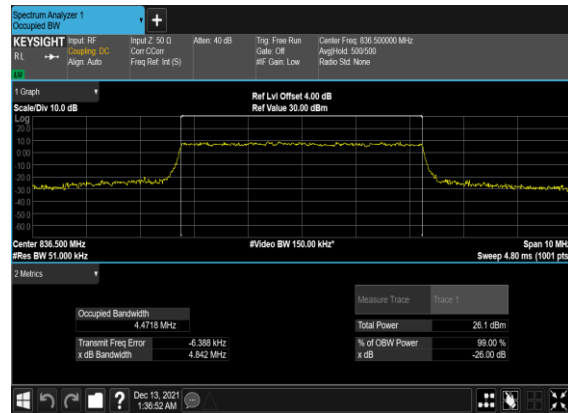 Spectrum Analyzer 1
Occupied BW
+
KEYSIGHT
RL
LXI
Input: RF
Coupling: DC
Align: Auto
Input Z: 50 Ω
Corr CCorr
Freq Ref: Int (S)
Atten: 40 dB
Trig: Free Run
Gate: Off
#IF Gain: Low
Center Freq: 836.500000 MHz
Avg|Hold: 500/500
Radio Std: None
1 Graph
Scale/Div 10.0 dB
Ref Lvl Offset 4.00 dB
Ref Value 30.00 dBm
Log
20.0
10.0
0.00
-10.0
-20.0
-30.0
-40.0
-50.0
-60.0
Center 836.500 MHz
#Res BW 51.000 kHz
#Video BW 150.00 kHz*
Span 10 MHz
Sweep 4.80 ms (1001 pts)
2 Metrics
Measure Trace
Trace 1
Occupied Bandwidth
4.4718 MHz
Total Power
26.1 dBm
Transmit Freq Error
-6.388 kHz
% of OBW Power
99.00 %
x dB Bandwidth
4.842 MHz
x dB
-26.00 dB
?
Dec 13, 2021
1:36:52 AM